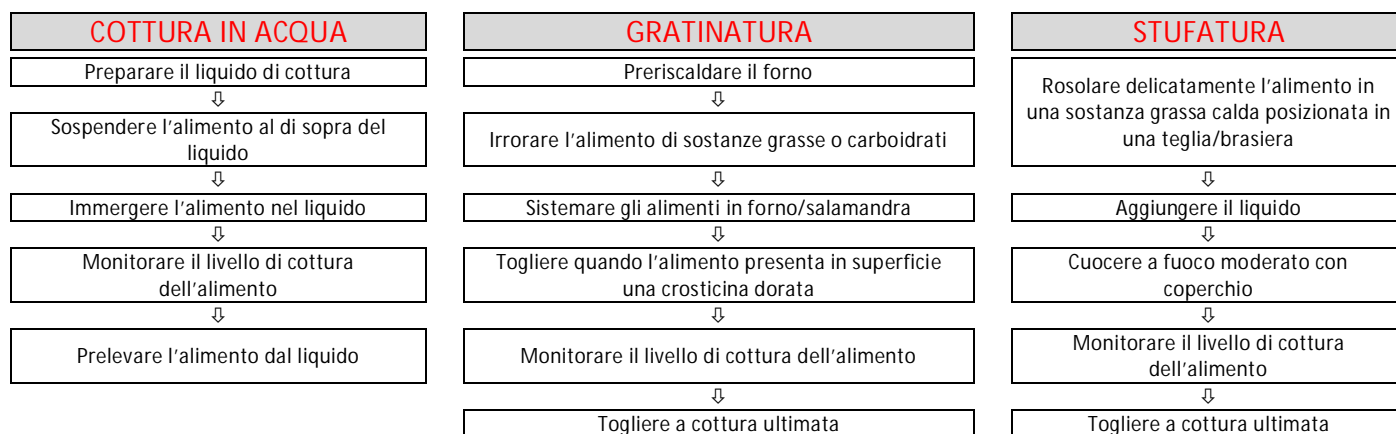 COTTURA IN ACQUA
Preparare il liquido di cottura
⇩
Sospendere l'alimento al di sopra del
liquido
⇩
Immergere l'alimento nel liquido
⇩
Monitorare il livello di cottura
dell'alimento
⇩
Prelevare l'alimento dal liquido
GRATINATURA
Preriscaldare il forno
⇩
Irrorare l'alimento di sostanze grasse o carboidrati
⇩
Sistemare gli alimenti in forno/salamandra
⇩
Togliere quando l'alimento presenta in superficie
una crosticina dorata
⇩
Monitorare il livello di cottura dell'alimento
⇩
Togliere a cottura ultimata
STUFATURA
Rosolare delicatamente l'alimento in
una sostanza grassa calda posizionata in
una teglia/brasiera
⇩
Aggiungere il liquido
⇩
Cuocere a fuoco moderato con
coperchio
⇩
Monitorare il livello di cottura
dell'alimento
⇩
Togliere a cottura ultimata